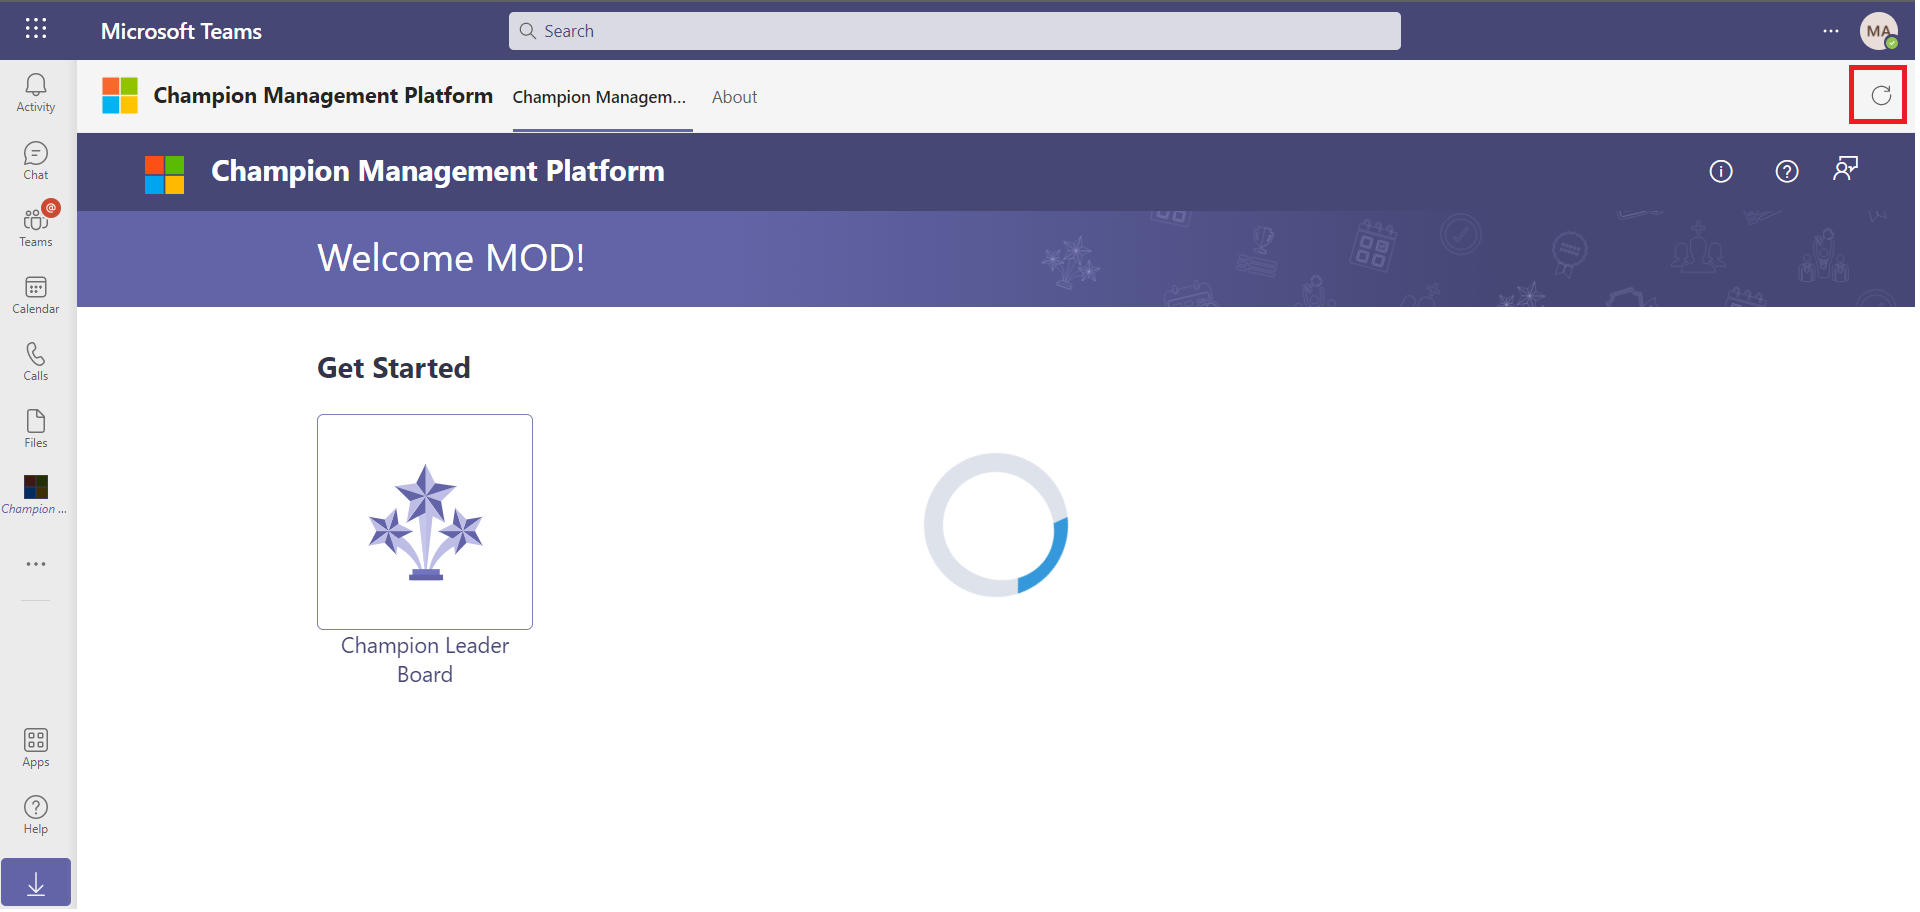 Microsoft Teams
Search
MA
Activity
Chat
Teams
Calendar
Calls
Files
Champion ...
Apps
Help
Champion Management Platform
Champion Managem...
About
Champion Management Platform
Welcome MOD!
Get Started
Champion Leader
Board